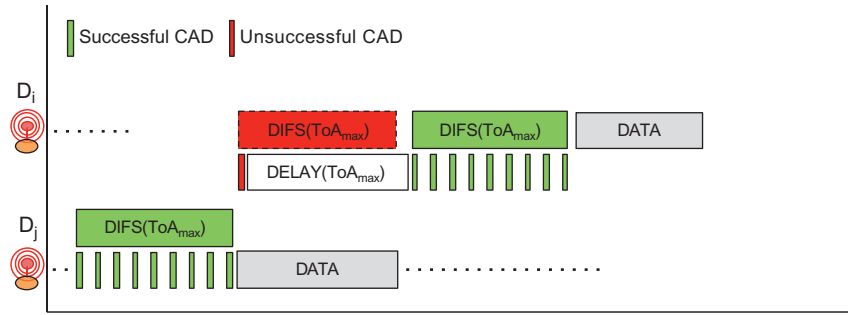 Successful CAD
Unsuccessful CAD
Di
DIFS(ToAmax)
DIFS(ToAmax)
DATA
DELAY(ToAmax)
Dj
DIFS(ToAmax)
DATA